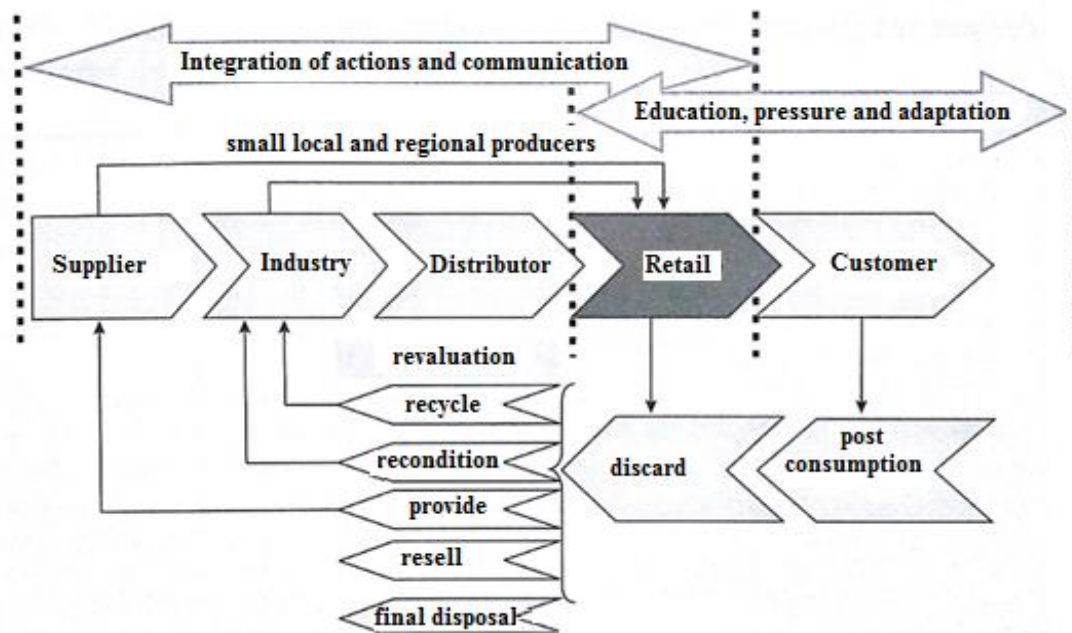 Integration of actions and communication
Education, pressure and adaptation
small local and regional producers
Supplier
Industry
Distributor
Retail
Customer
revaluation
recycle
recondition
provide
resell
final disposal
discard
post
consumption